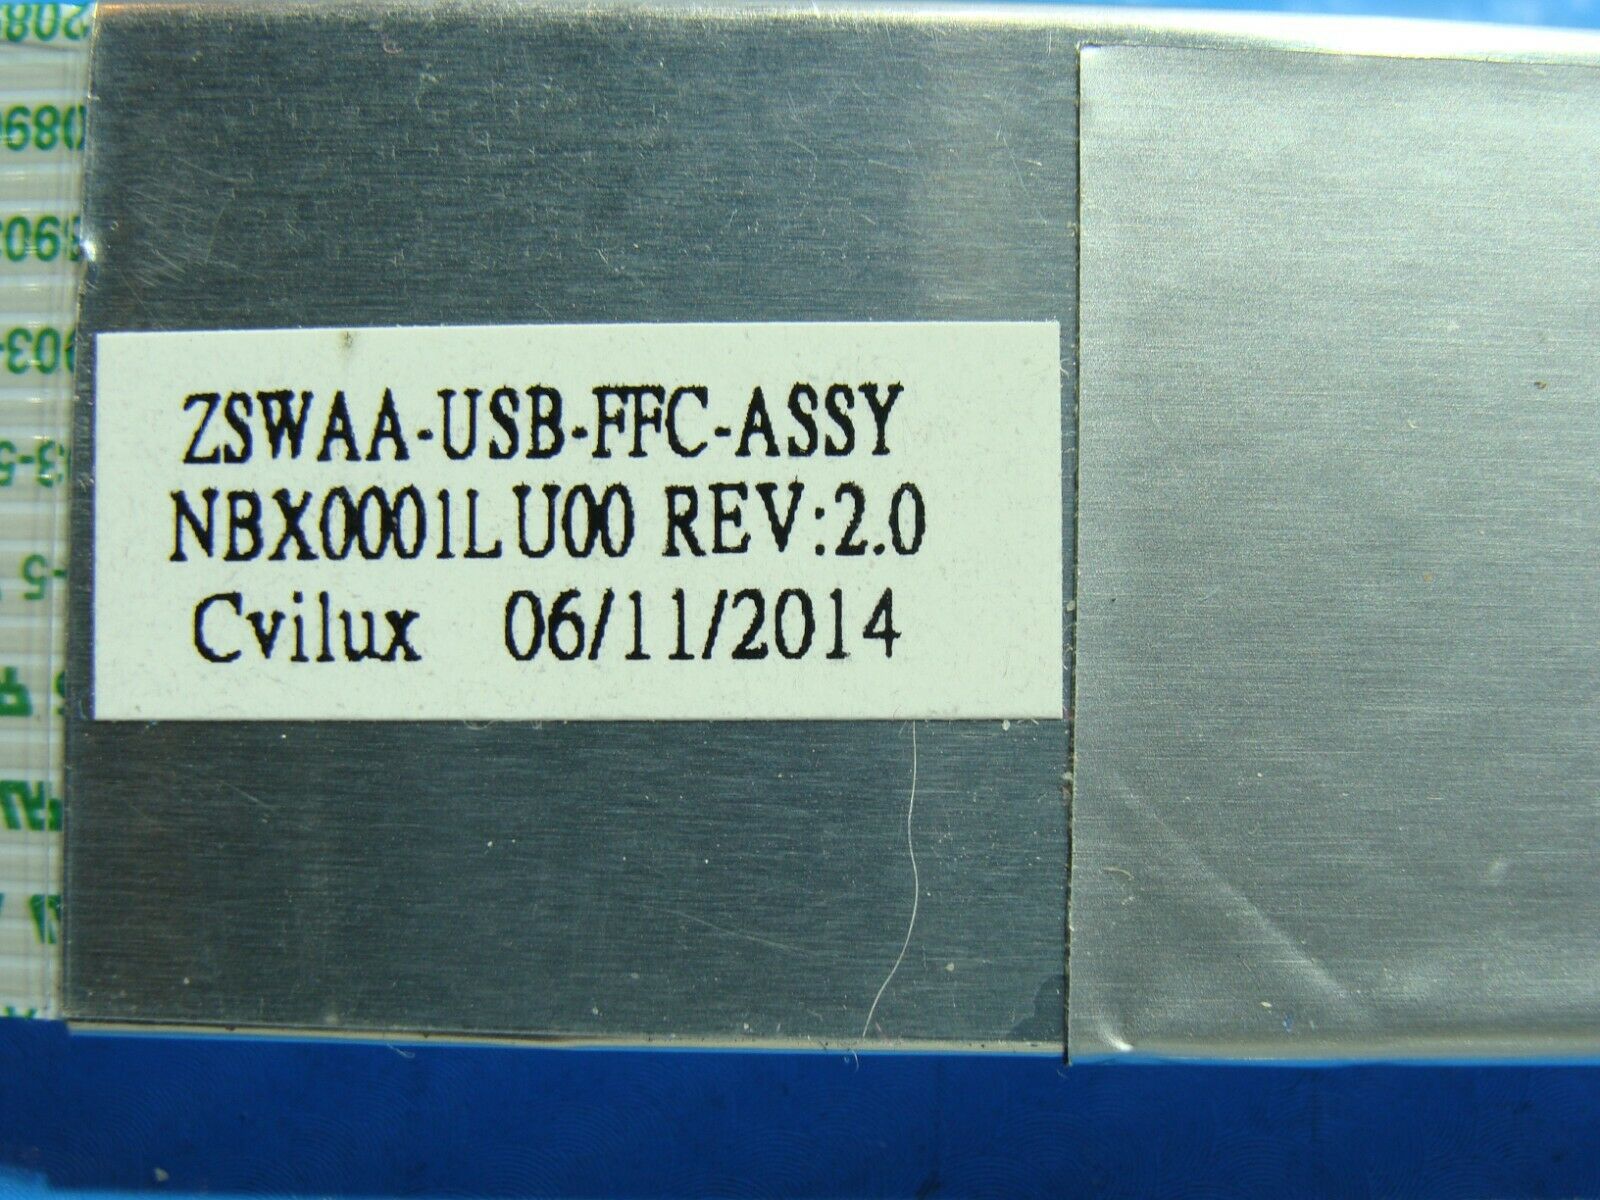 ZSWAA-USB-FFC-ASSY
NBX0001LU00 REV:2.0
Cvilux 06/11/2014